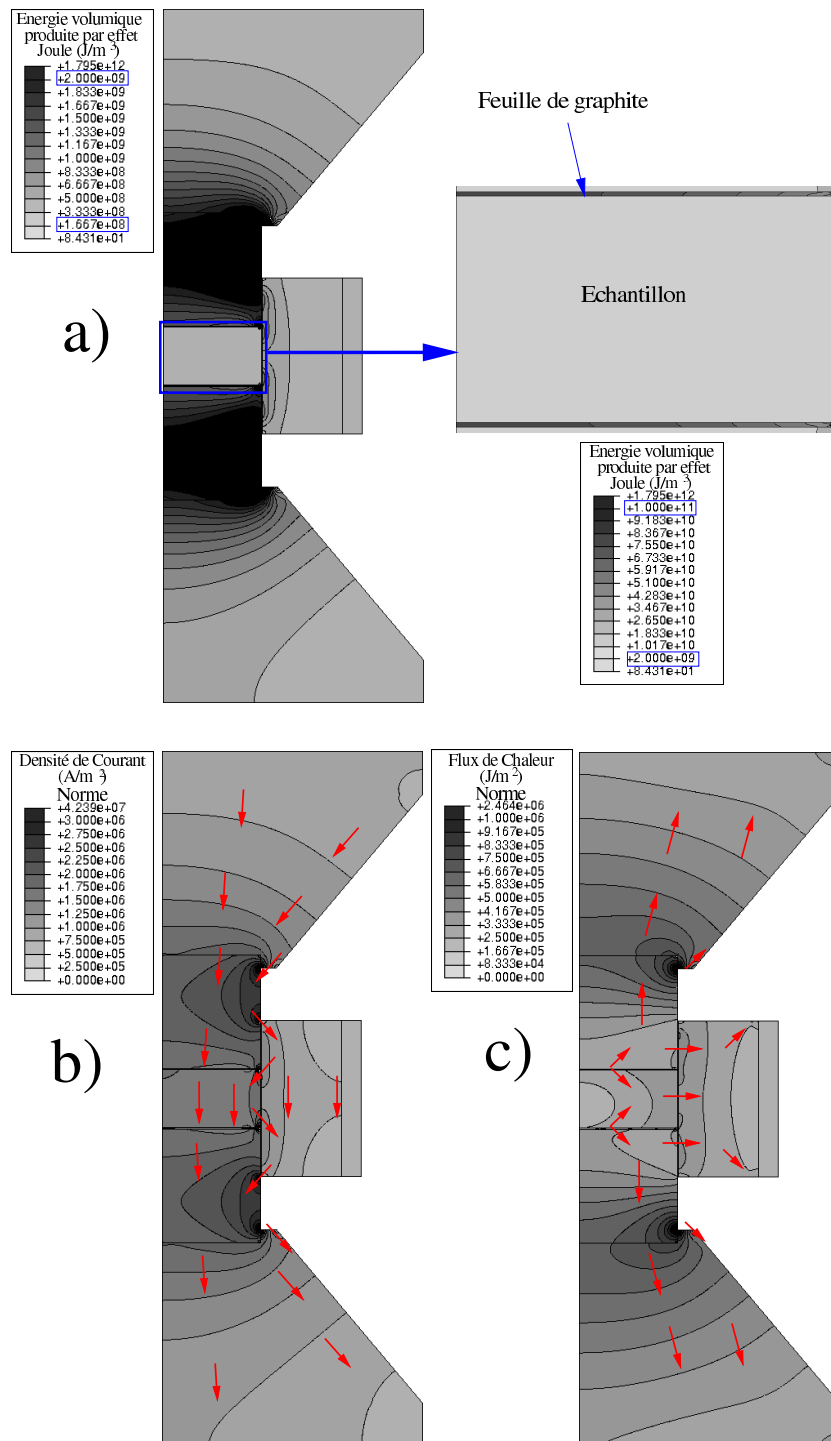 Energie volumique
produite par effet
Joule (J/m³)
+1.795e+12
+2.000e+09
+1.833e+09
+1.667e+09
+1.500e+09
+1.333e+09
+1.167e+09
+1.000e+09
+8.333e+08
+6.667e+08
+5.000e+08
+3.333e+08
+1.667e+08
+8.431e+01
Feuille de graphite
Echantillon
a)
Energie volumique
produite par effet
Joule (J/m³)
+1.795e+12
+1.000e+11
+9.183e+10
+8.367e+10
+7.550e+10
+6.733e+10
+5.917e+10
+5.100e+10
+4.283e+10
+3.467e+10
+2.650e+10
+1.833e+10
+1.017e+10
+2.000e+09
+8.431e+01
Densité de Courant
(A/m²)
Norme
+4.239e+07
+3.000e+06
+2.750e+06
+2.500e+06
+2.250e+06
+2.000e+06
+1.750e+06
+1.500e+06
+1.250e+06
+1.000e+06
+7.500e+05
+5.000e+05
+2.500e+05
+0.000e+00
b)
Flux de Chaleur
(J/m²)
Norme
+2.464e+06
+1.000e+06
+9.167e+05
+8.333e+05
+7.500e+05
+6.667e+05
+5.833e+05
+5.000e+05
+4.167e+05
+3.333e+05
+2.500e+05
+1.667e+05
+8.333e+04
+0.000e+00
c)